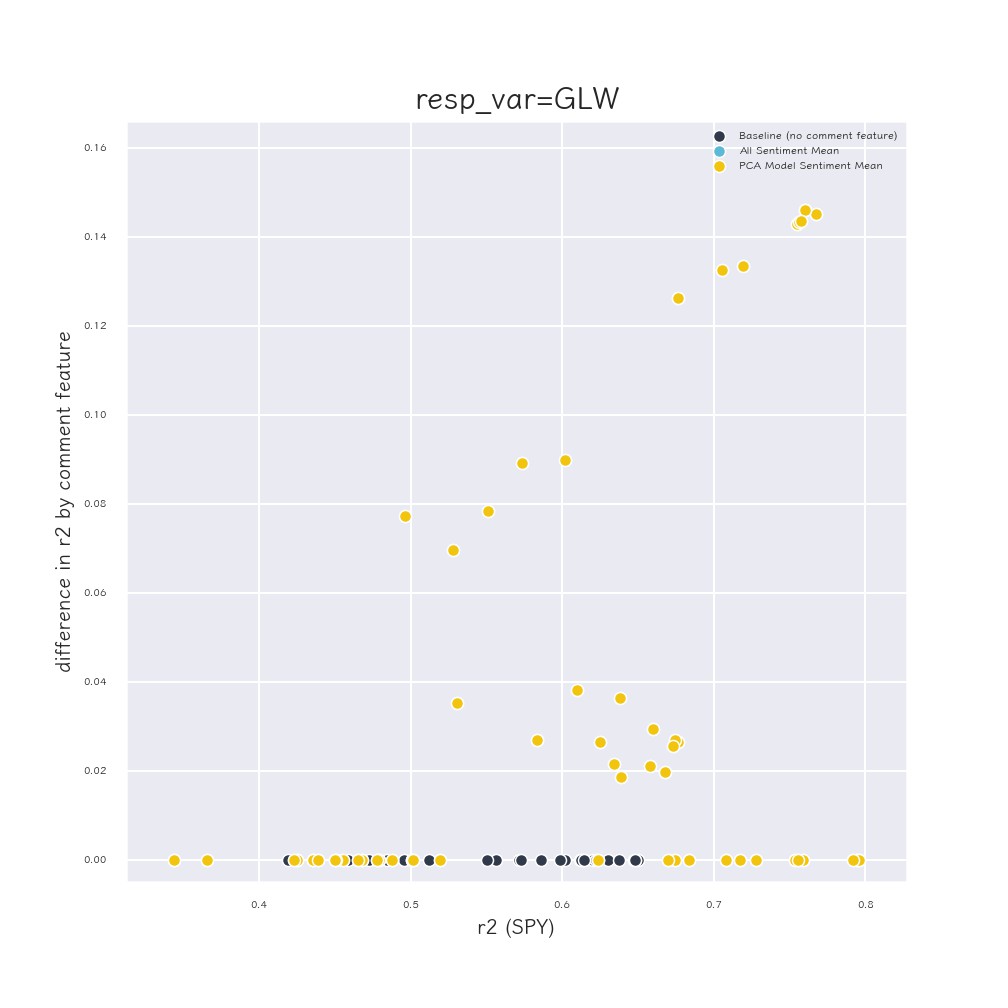 resp_var=GLW
Baseline (no comment feature)
All Sentiment Mean
PCA Model Sentiment Mean
difference in r2 by comment feature
0.16
0.14
0.12
0.10
0.08
0.06
0.04
0.02
0.00
0.4 0.5 0.6 0.7 0.8
r2 (SPY)